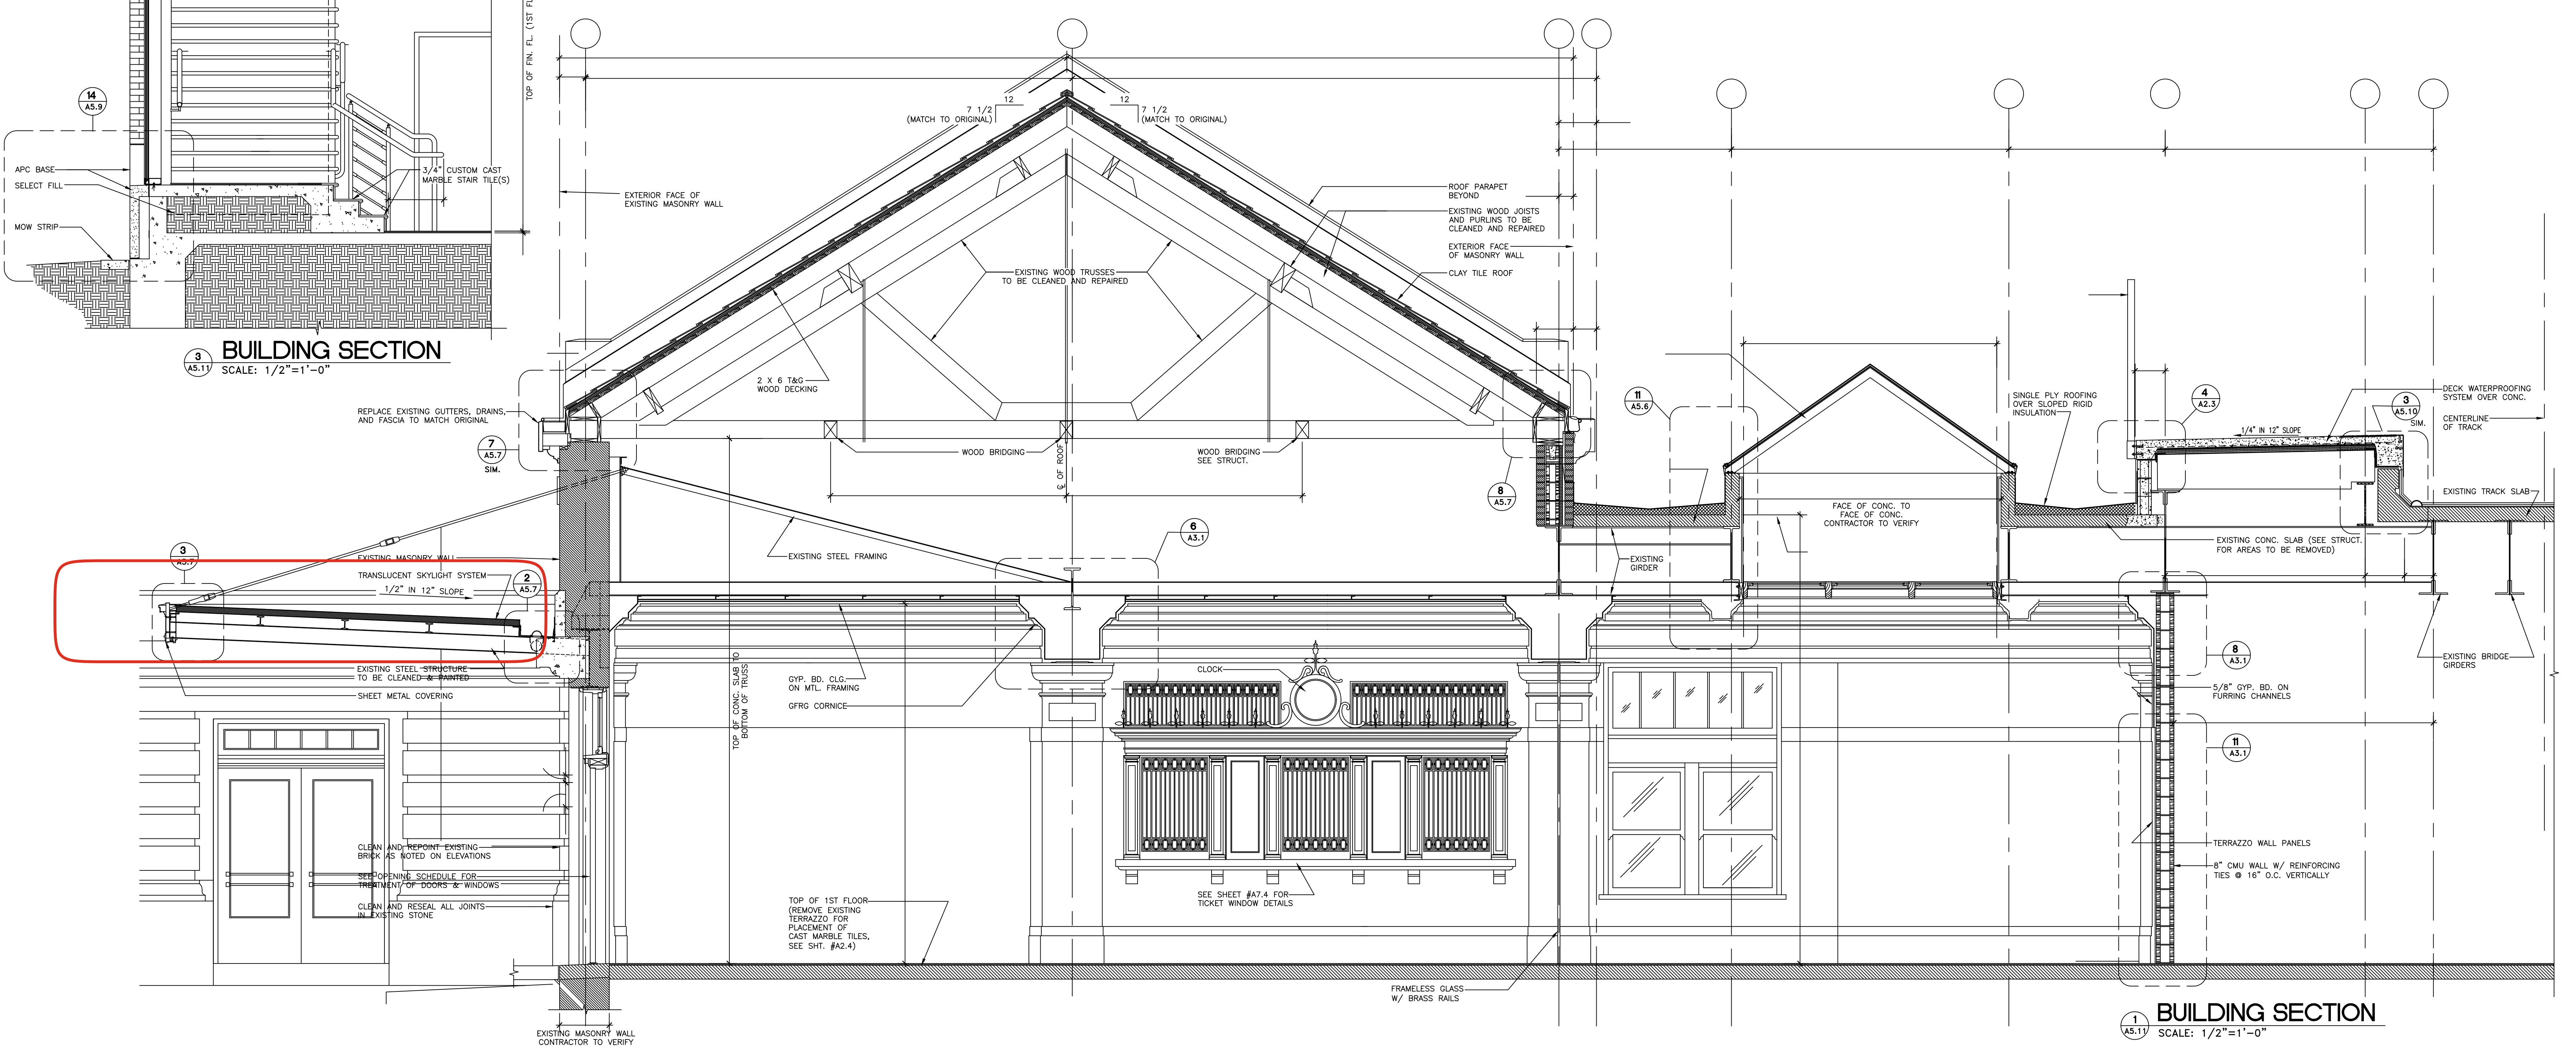 TOP OF FIN. FL. (1ST FL
14
A5.9
APC BASE
SELECT FILL
MOW STRIP
3/4" CUSTOM CAST
MARBLE STAIR TILE(S)
3
A5.11
BUILDING SECTION
SCALE: 1/2"=1'-0"
12
7 1/2
(MATCH TO ORIGINAL)
12
7 1/2
(MATCH TO ORIGINAL)
EXTERIOR FACE OF
EXISTING MASONRY WALL
ROOF PARAPET
BEYOND
EXISTING WOOD JOISTS
AND PURLINS TO BE
CLEANED AND REPAIRED
EXTERIOR FACE
OF MASONRY WALL
CLAY TILE ROOF
EXISTING WOOD TRUSSES
TO BE CLEANED AND REPAIRED
2 X 6 T&G
WOOD DECKING
REPLACE EXISTING GUTTERS, DRAINS,
AND FASCIA TO MATCH ORIGINAL
7
A5.7
SIM.
WOOD BRIDGING
℄ OF ROOF
WOOD BRIDGING
SEE STRUCT.
8
A5.7
11
A5.6
SINGLE PLY ROOFING
OVER SLOPED RIGID
INSULATION
4
A2.3
3
A5.10
SIM.
DECK WATERPROOFING
SYSTEM OVER CONC.
CENTERLINE
OF TRACK
1/4" IN 12" SLOPE
EXISTING TRACK SLAB
FACE OF CONC. TO
FACE OF CONC.
CONTRACTOR TO VERIFY
EXISTING CONC. SLAB (SEE STRUCT.
FOR AREAS TO BE REMOVED)
EXISTING
GIRDER
6
A3.1
EXISTING STEEL FRAMING
EXISTING MASONRY WALL
3
A5.7
TRANSLUCENT SKYLIGHT SYSTEM
1/2" IN 12" SLOPE
2
A5.7
EXISTING STEEL STRUCTURE
TO BE CLEANED & PAINTED
SHEET METAL COVERING
TOP OF CONC. SLAB TO
BOTTOM OF TRUSS
GYP. BD. CLG.
ON MTL. FRAMING
GFRG CORNICE
CLOCK
8
A3.1
EXISTING BRIDGE
GIRDERS
5/8" GYP. BD. ON
FURRING CHANNELS
11
A3.1
TERRAZZO WALL PANELS
8" CMU WALL W/ REINFORCING
TIES @ 16" O.C. VERTICALLY
CLEAN AND REPOINT EXISTING
BRICK AS NOTED ON ELEVATIONS
SEE OPENING SCHEDULE FOR
TREATMENT OF DOORS & WINDOWS
CLEAN AND RESEAL ALL JOINTS
IN EXISTING STONE
TOP OF 1ST FLOOR
(REMOVE EXISTING
TERRAZZO FOR
PLACEMENT OF
CAST MARBLE TILES,
SEE SHT. #A2.4)
SEE SHEET #A7.4 FOR
TICKET WINDOW DETAILS
FRAMELESS GLASS
W/ BRASS RAILS
EXISTING MASONRY WALL
CONTRACTOR TO VERIFY
1
A5.11
BUILDING SECTION
SCALE: 1/2"=1'-0"